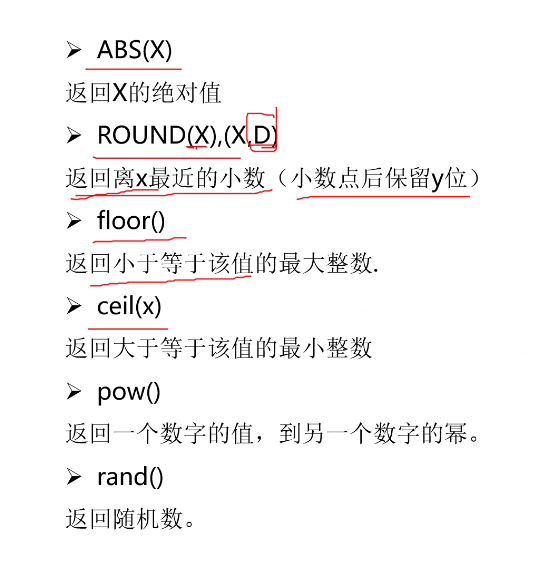 ➢ ABS(X)
返回X的绝对值
➢ ROUND(X),(X,D)
返回离x最近的小数（小数点后保留y位）
➢ floor()
返回小于等于该值的最大整数.
➢ ceil(x)
返回大于等于该值的最小整数
➢ pow()
返回一个数字的值，到另一个数字的幂。
➢ rand()
返回随机数。